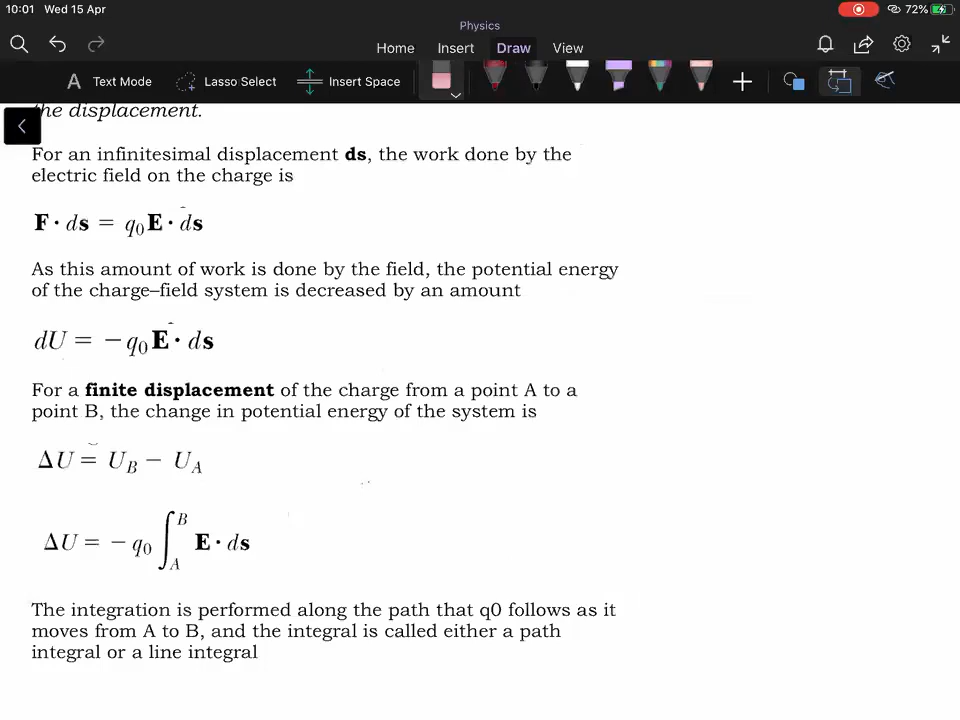 10:01 Wed 15 Apr
72%
Physics
Home Insert Draw View
Text Mode Lasso Select Insert Space
the displacement.
For an infinitesimal displacement ds, the work done by the
electric field on the charge is
F · ds = q₀E · ds
As this amount of work is done by the field, the potential energy
of the charge–field system is decreased by an amount
dU = −q₀E · ds
For a finite displacement of the charge from a point A to a
point B, the change in potential energy of the system is
ΔU = U_B − U_A
ΔU = −q₀ ∫_A^B E · ds
The integration is performed along the path that q0 follows as it
moves from A to B, and the integral is called either a path
integral or a line integral